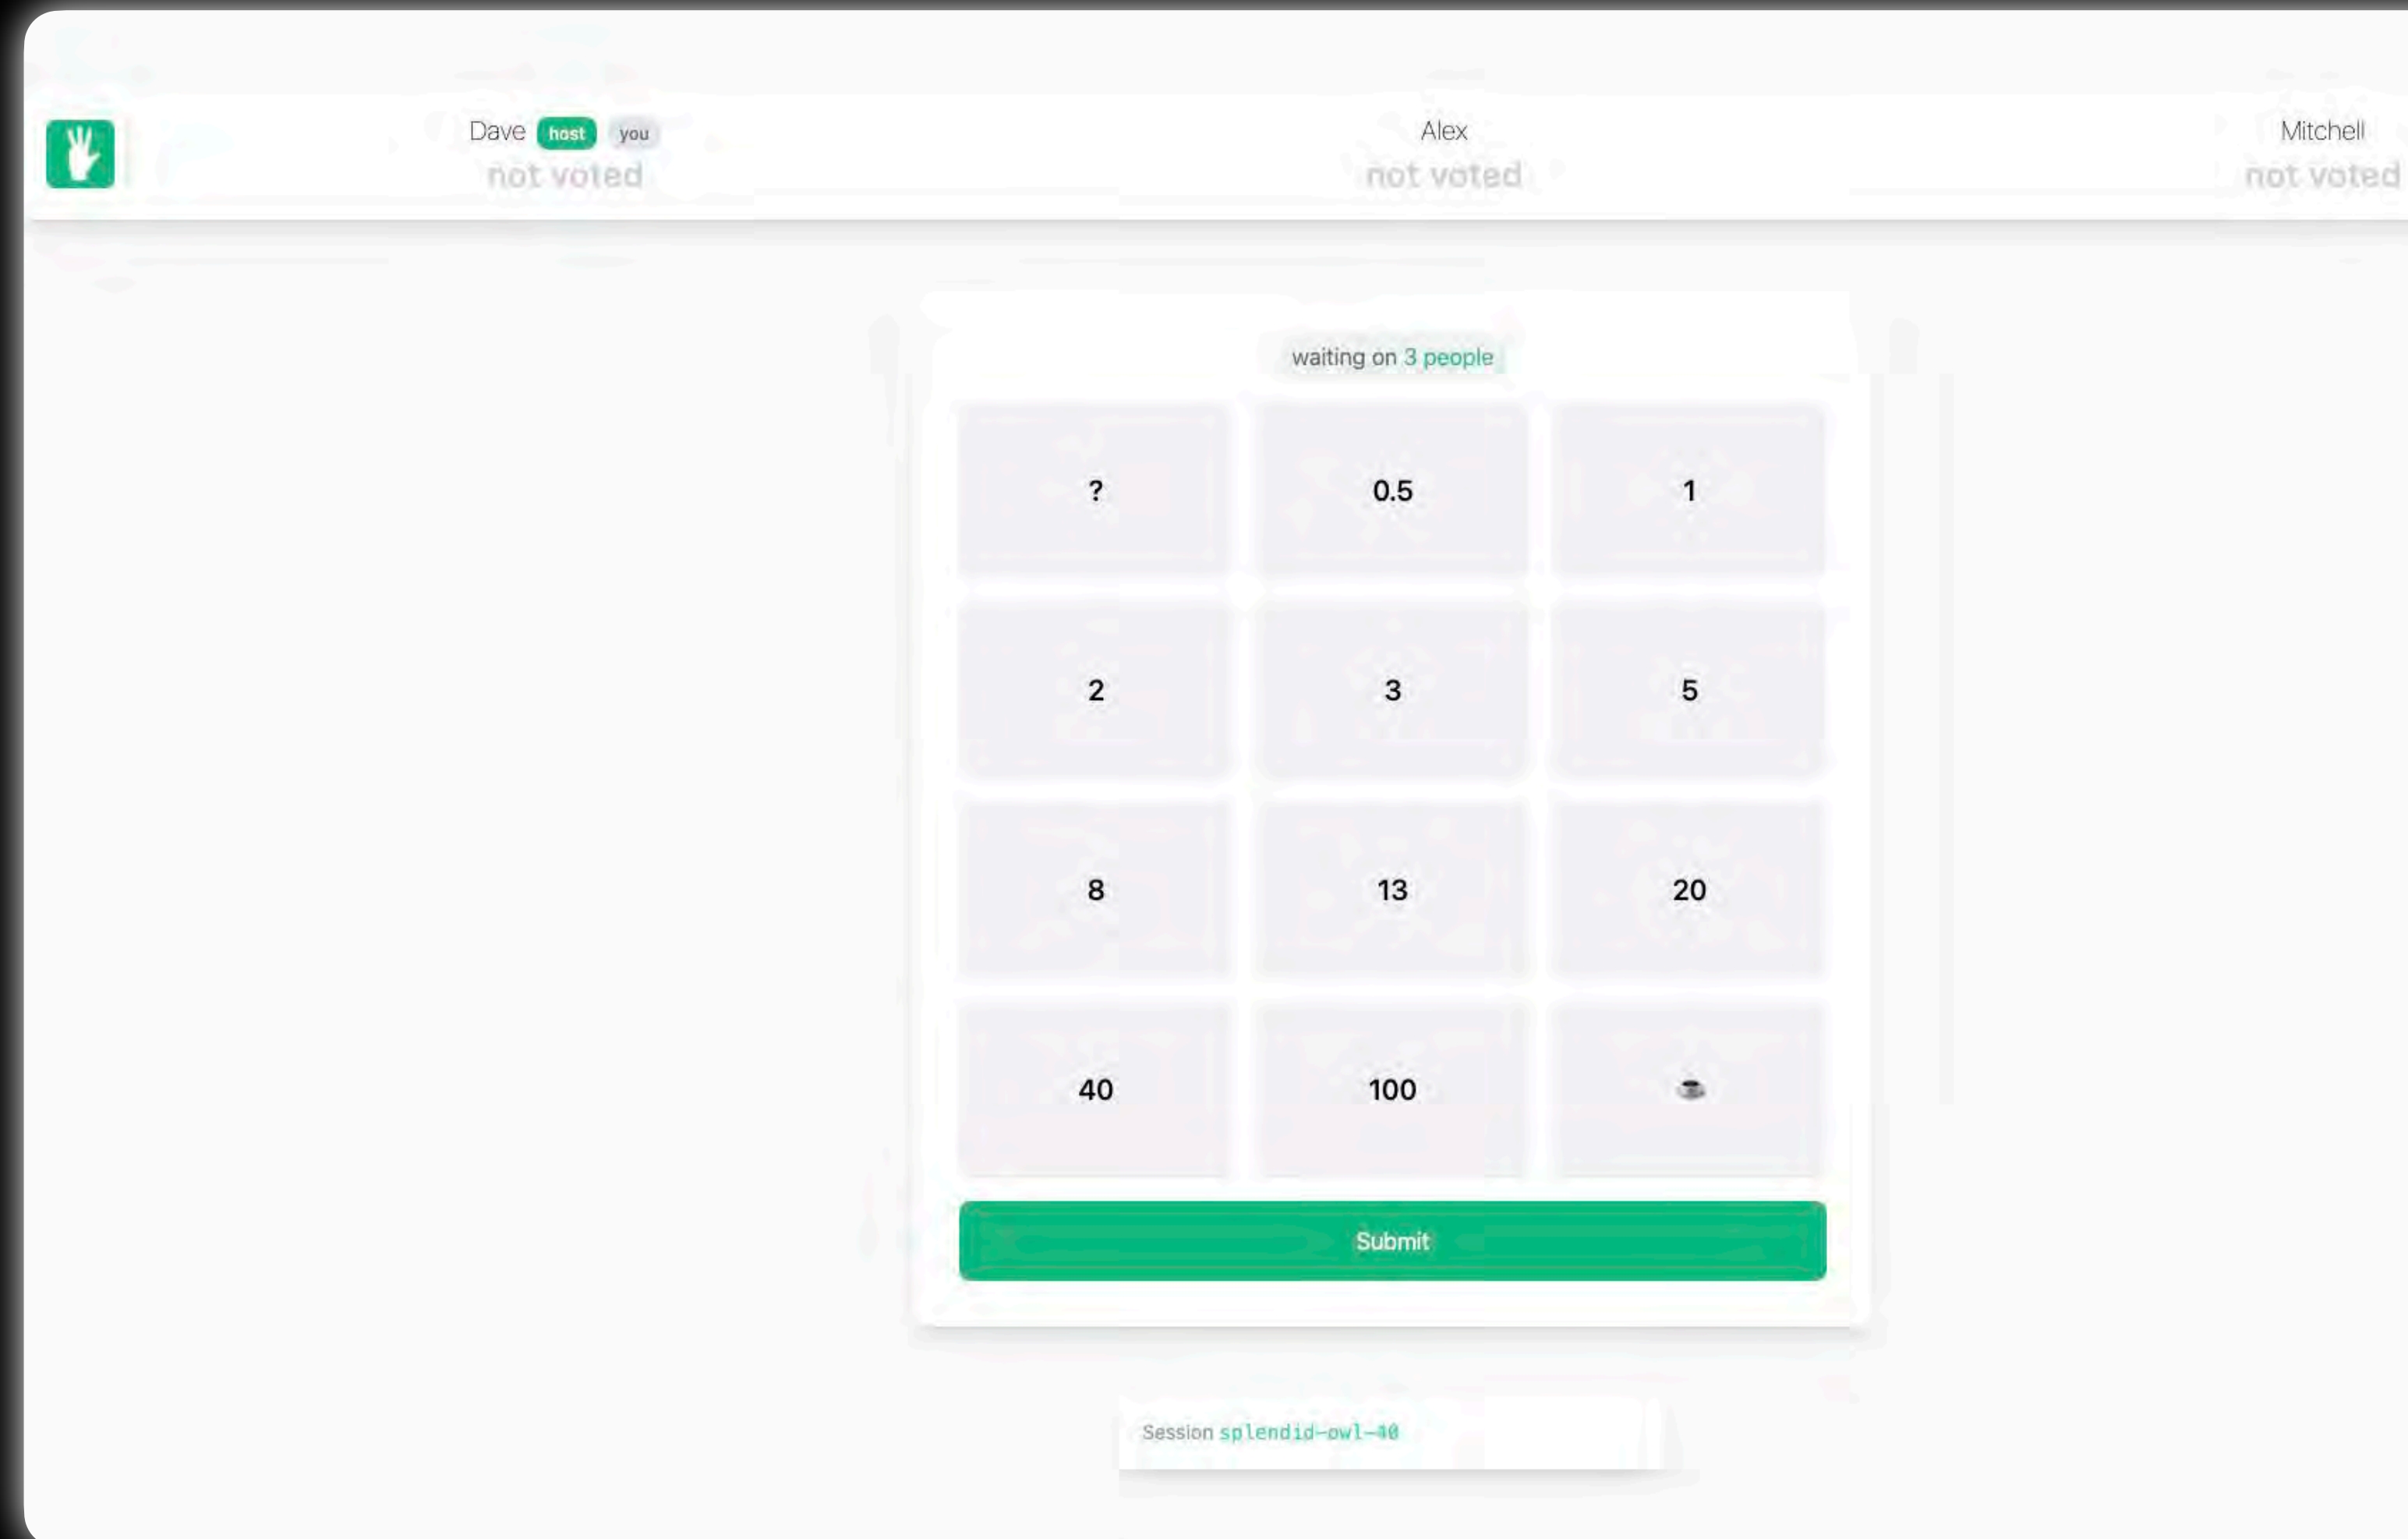 Dave host you
not voted
Alex
not voted
Mitchell
not voted
waiting on 3 people
?
0.5
1
2
3
5
8
13
20
40
100
Submit
Session splendid-owl-40